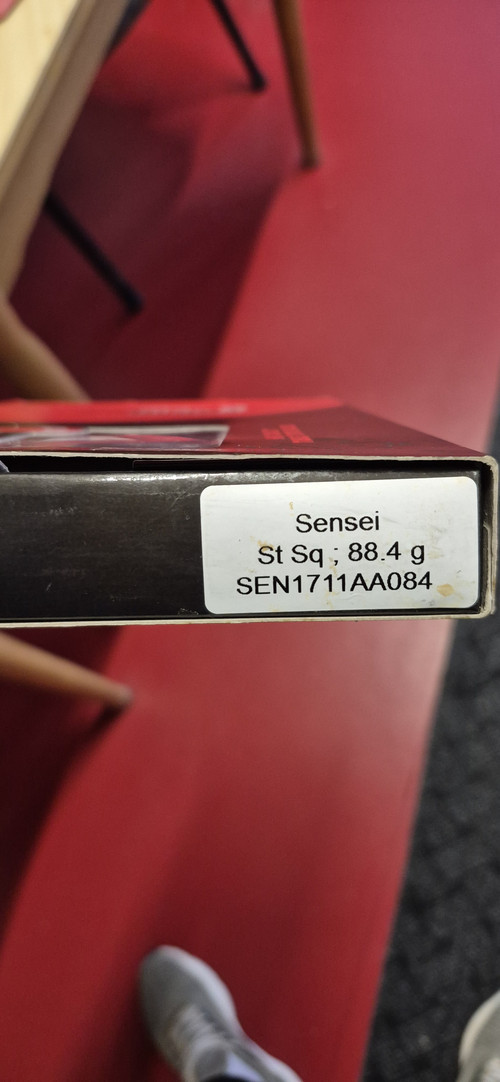 Sensei
St Sq ; 88.4 g
SEN1711AA084